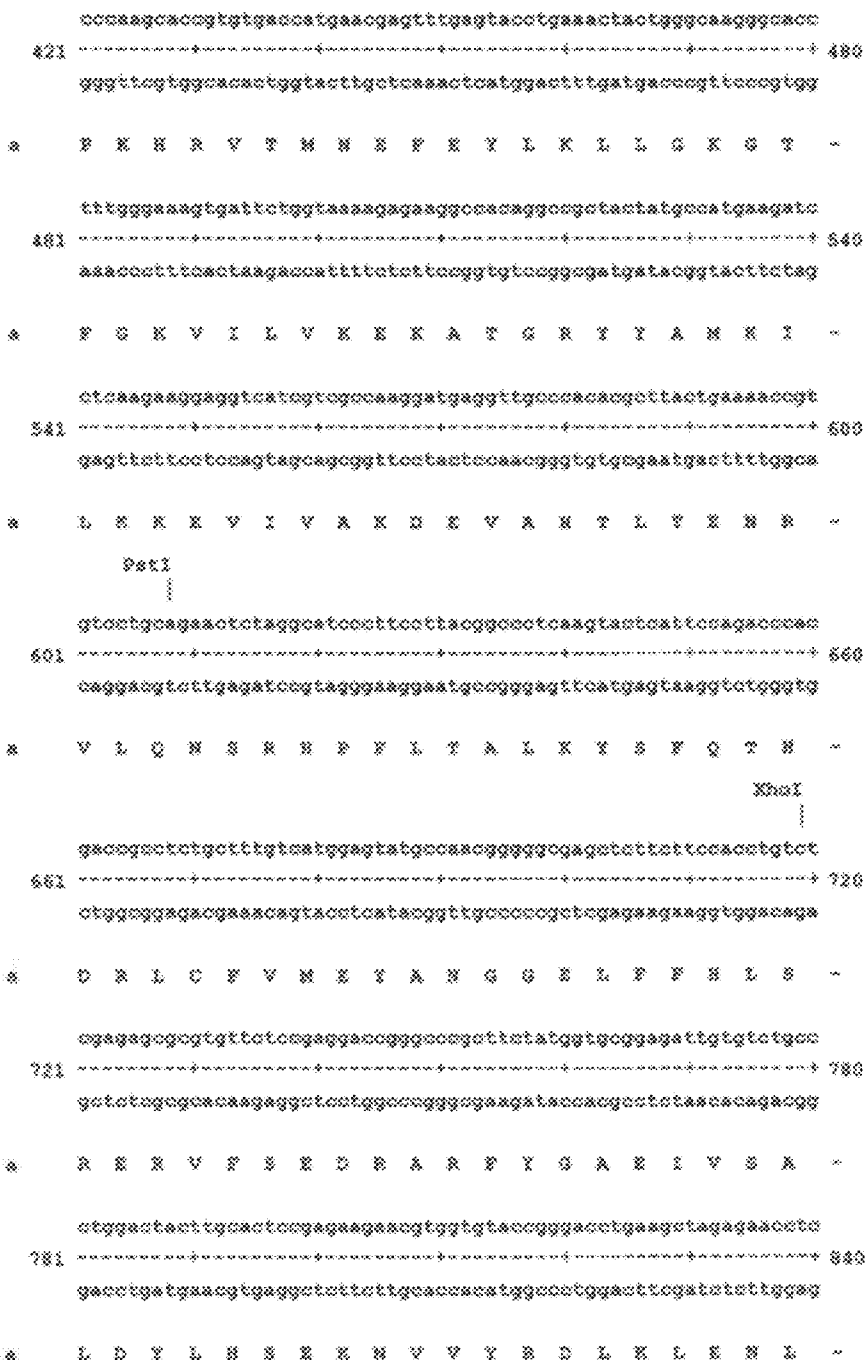 cccaagcaccgtgtgaccatgaacgagtttgagtacctgaaactactgggcaagggcacc
421 ---------+---------+---------+---------+---------+---------+ 480
gggttcgtggcacactggtacttgctcaaactcatggactttgatgacccgttcccgtgg
a P K H R V T M N E F E Y L K L L G K G T -
tttgggaaagtgattctggtaaaagagaaggccacaggccgctactatgccatgaagatc
481 ---------+---------+---------+---------+---------+---------+ 540
aaaccctttcactaagaccattttctcttccggtgtccggcgatgatacggtacttctag
a F G K V I L V K E K A T G R Y Y A M K I -
ctcaagaaggaggtcatcgtcgccaaggatgaggttgcccacacgcttactgaaaaccgt
541 ---------+---------+---------+---------+---------+---------+ 600
gagttcttcctccagtagcagcggttcctactccaacgggtgtgcgaatgacttttggca
a L K K E V I V A K D E V A H T L T E N R -
PstI
gtcctgcagaactctaggcatcccttccttacggccctcaagtactcattccagacccac
601 ---------+---------+---------+---------+---------+---------+ 660
caggacgtcttgagatccgtagggaaggaatgccgggagttcatgagtaaggtctgggtg
a V L Q N S R H P F L T A L K Y S F Q T H -
XhoI
gaccgcctctgctttgtcatggagtatgccaacgggggcgagctcttcttccacctgtct
661 ---------+---------+---------+---------+---------+---------+ 720
ctggcggagacgaaacagtacctcatacggttgcccccgctcgagaagaaggtggacaga
a D R L C F V M E Y A N G G E L F F H L S -
cgagagcgcgtgttctccgaggaccgggcccgcttctatggtgcggagattgtgtctgcc
721 ---------+---------+---------+---------+---------+---------+ 780
gctctcgcgcacaagaggctcctggcccgggcgaagataccacgcctctaacacagacgg
a R E R V F S E D R A R F Y G A E I V S A -
ctggactacttgcactccgagaagaacgtggtgtaccgggacctgaagctagagaacctc
781 ---------+---------+---------+---------+---------+---------+ 840
gacctgatgaacgtgaggctcttcttgcaccacatggccctggacttcgatctcttggag
a L D Y L H S E K N V V Y R D L K L E N L -